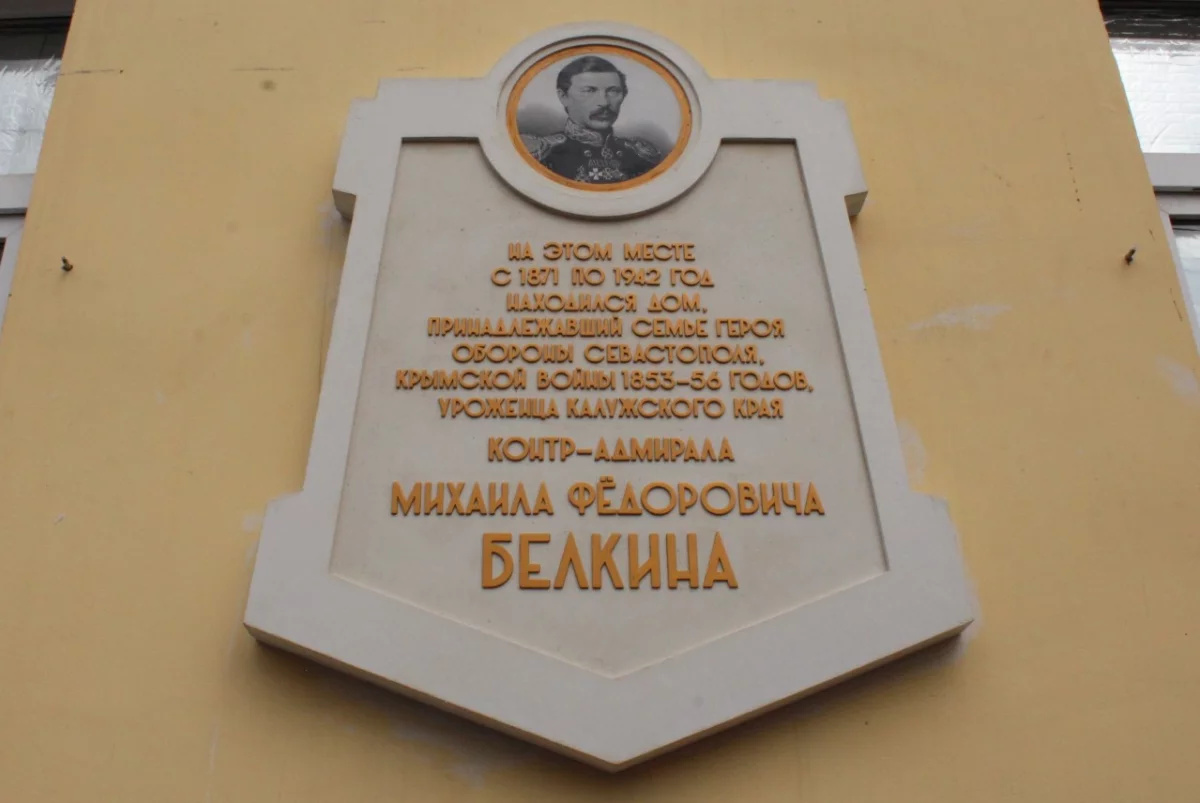 НА ЭТОМ МЕСТЕ
С 1871 ПО 1942 ГОД
НАХОДИЛСЯ ДОМ,
ПРИНАДЛЕЖАВШИЙ СЕМЬЕ ГЕРОЯ
ОБОРОНЫ СЕВАСТОПОЛЯ,
КРЫМСКОЙ ВОЙНЫ 1853-56 ГОДОВ,
УРОЖЕНЦА КАЛУЖСКОГО КРАЯ
КОНТР-АДМИРАЛА
МИХАИЛА ФЁДОРОВИЧА
БЕЛКИНА